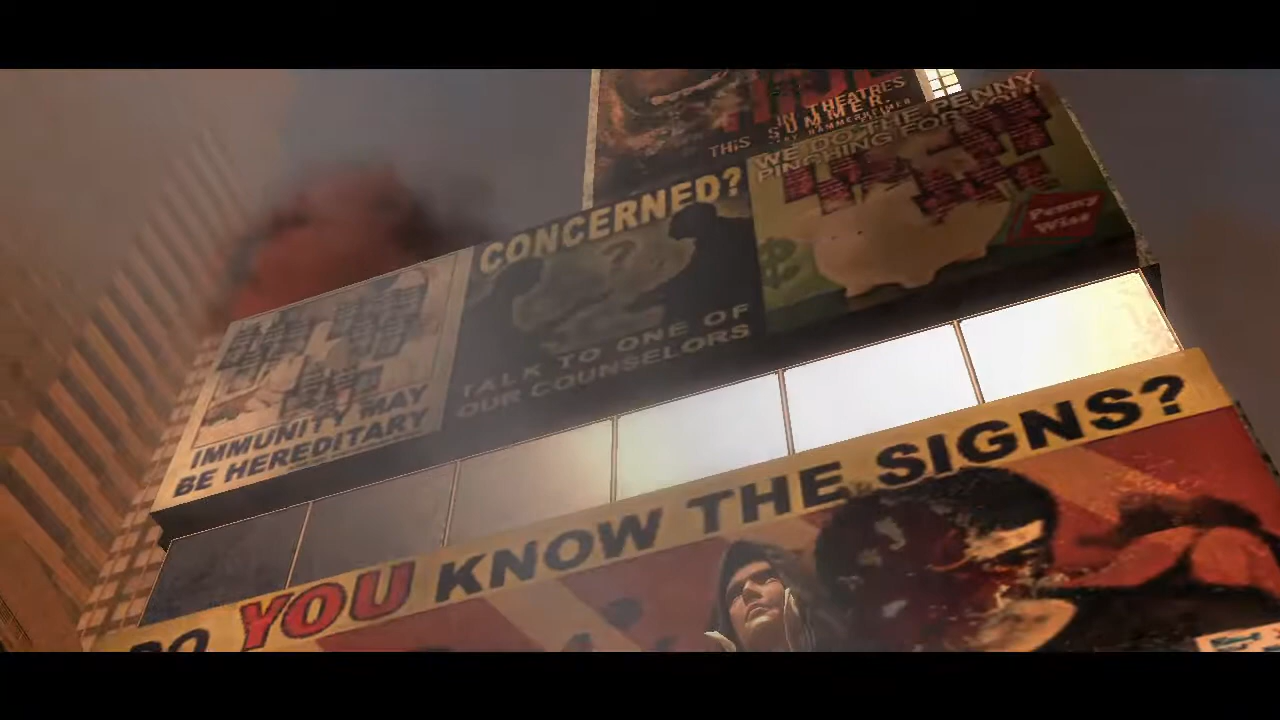 IN THEATRES
THIS SUMMER.
WE DO THE PENNY
PINCHING FOR YOU!
Penny
Wise
CONCERNED?
TALK TO ONE OF
OUR COUNSELORS
IMMUNITY MAY
BE HEREDITARY
DO YOU KNOW THE SIGNS?